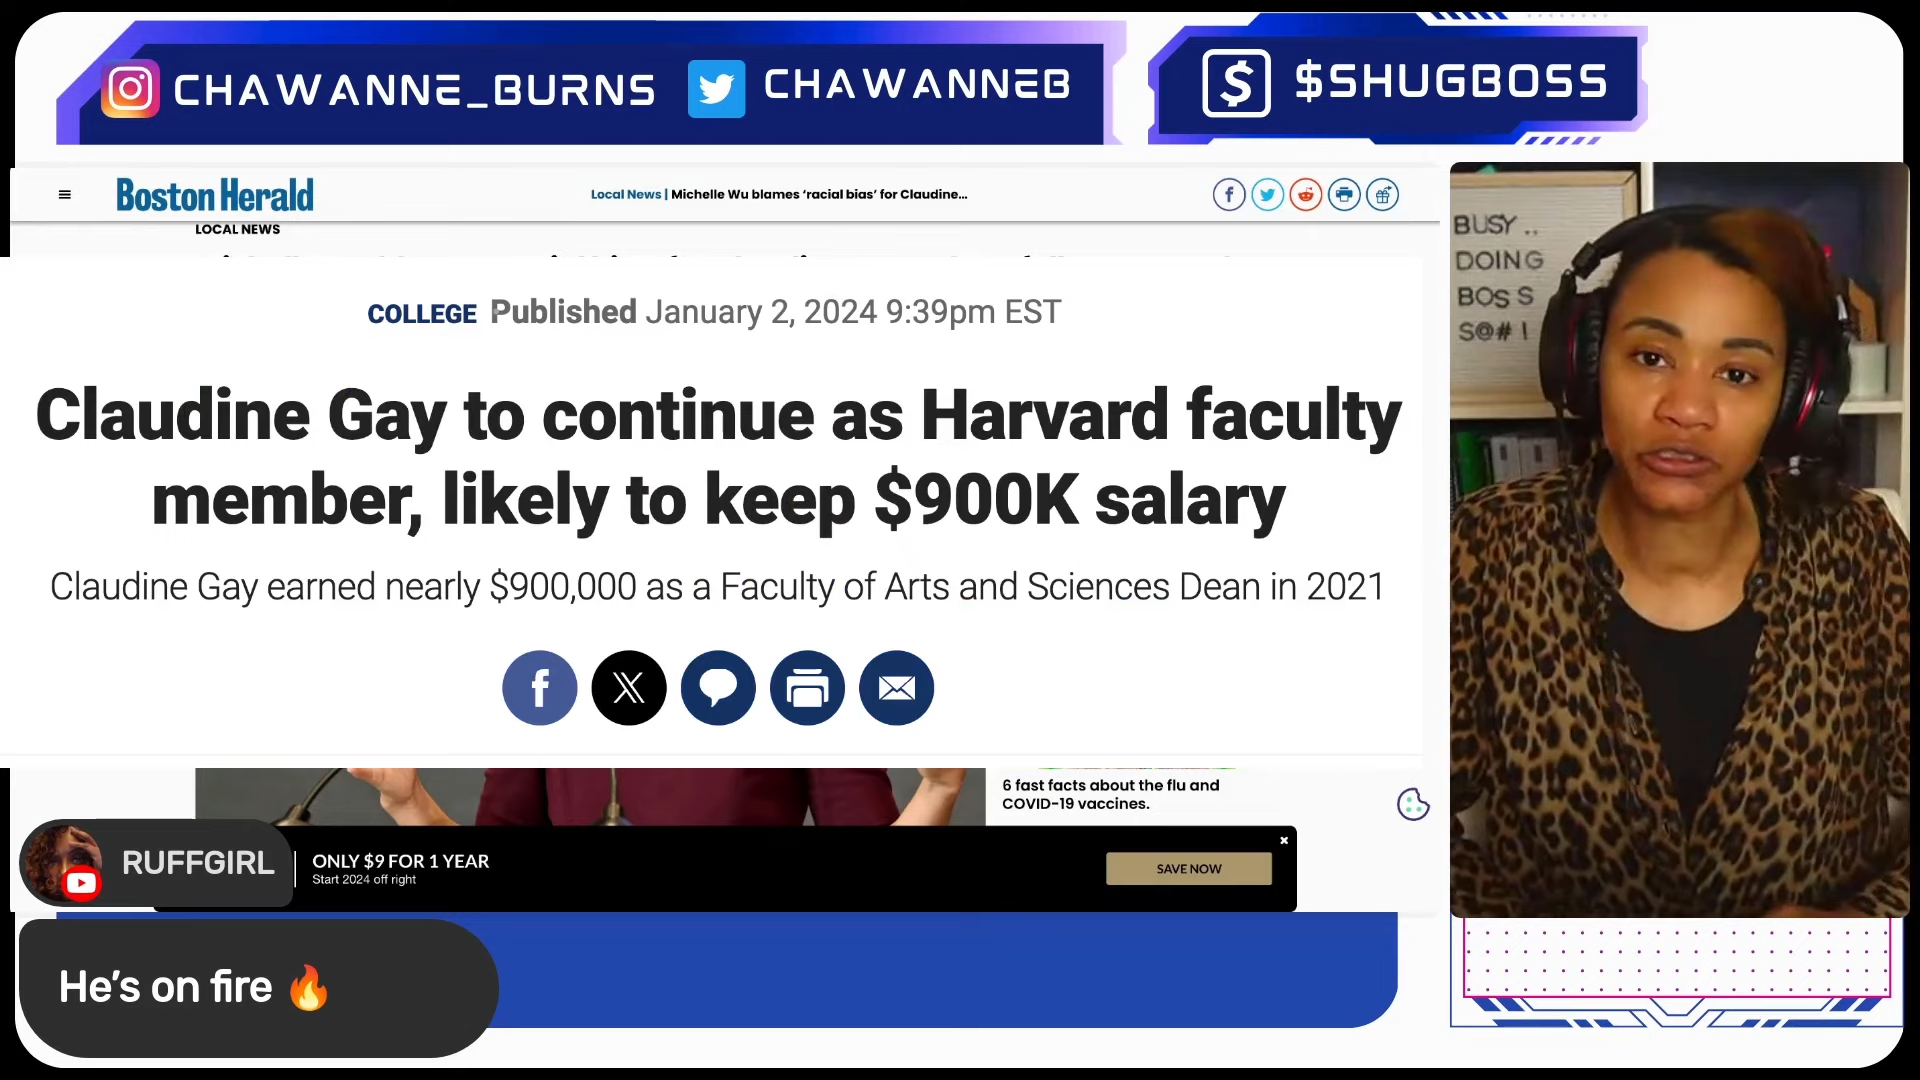 CHAWANNE_BURNS
CHAWANNEB
$SHUGBOSS
Boston Herald
Local News | Michelle Wu blames ‘racial bias’ for Claudine...
LOCAL NEWS
COLLEGE Published January 2, 2024 9:39pm EST
Claudine Gay to continue as Harvard faculty
member, likely to keep $900K salary
Claudine Gay earned nearly $900,000 as a Faculty of Arts and Sciences Dean in 2021
6 fast facts about the flu and
COVID-19 vaccines.
ONLY $9 FOR 1 YEAR
Start 2024 off right
SAVE NOW
RUFFGIRL
He’s on fire 🔥
BUSY ..
DOING
BOSS
S@#!